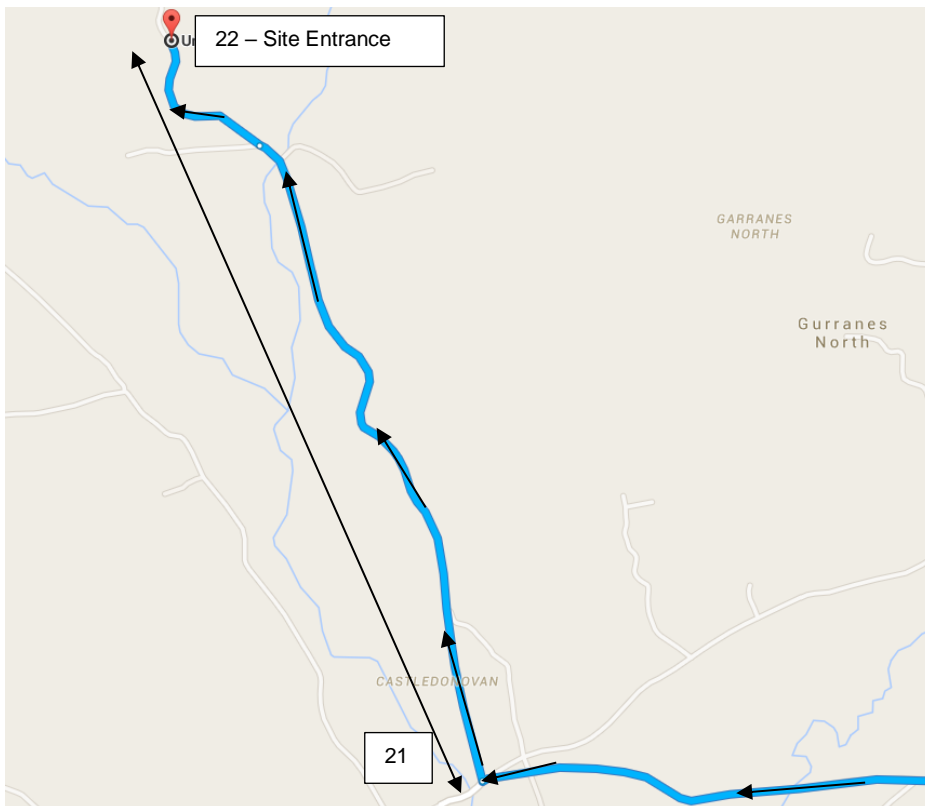 22 – Site Entrance
GARRANES
NORTH
Gurranes
North
CASTLEDONOVAN
21